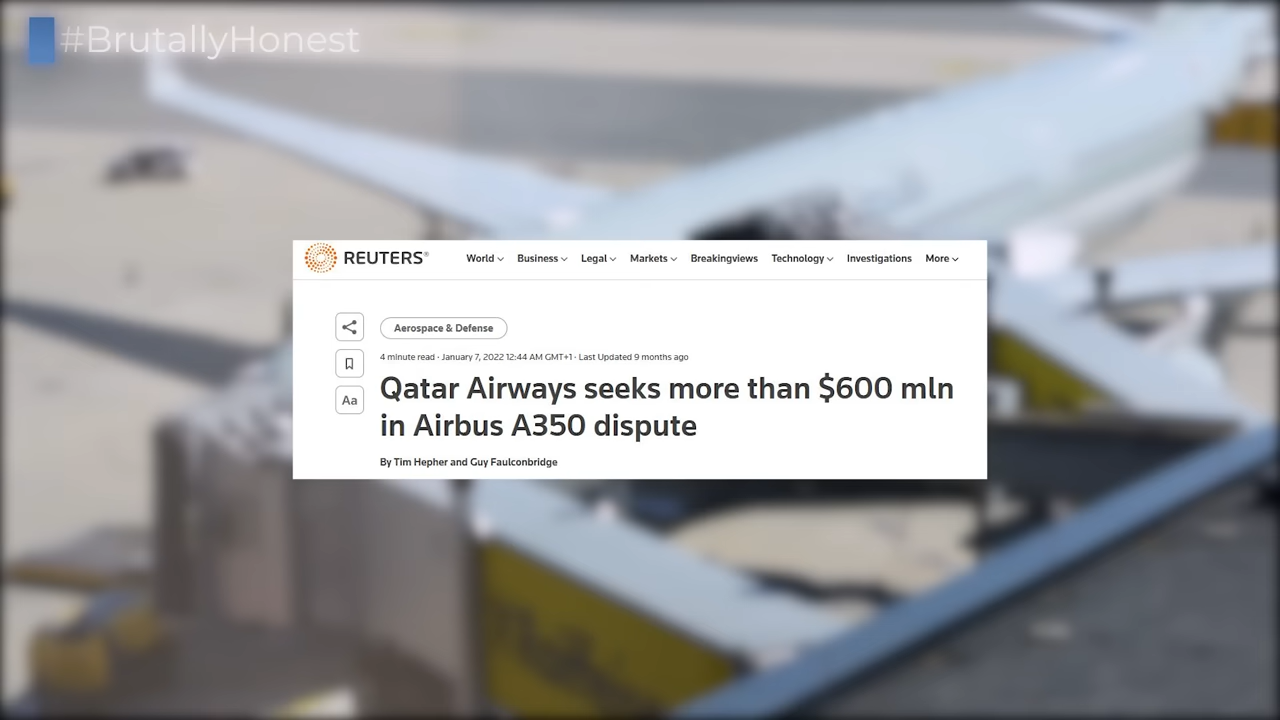 #BrutallyHonest
REUTERS®
World Business Legal Markets Breakingviews Technology Investigations More
Aerospace & Defense
4 minute read · January 7, 2022 12:44 AM GMT+1 · Last Updated 9 months ago
Aa
Qatar Airways seeks more than $600 mln
in Airbus A350 dispute
By Tim Hepher and Guy Faulconbridge